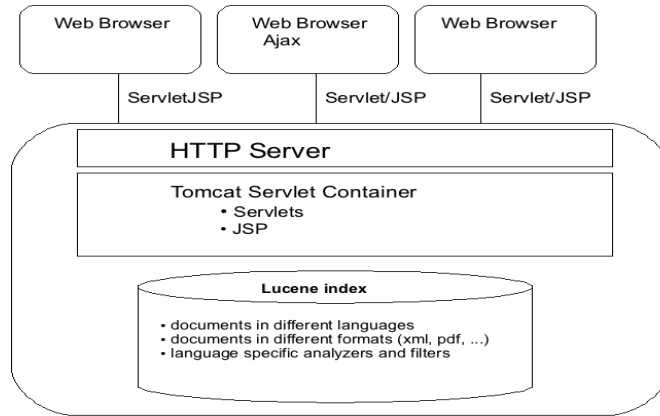 Web Browser
Web Browser
Ajax
Web Browser
ServletJSP
Servlet/JSP
Servlet/JSP
HTTP Server
Tomcat Servlet Container
• Servlets
• JSP
Lucene index
• documents in different languages
• documents in different formats (xml, pdf, ...)
• language specific analyzers and filters